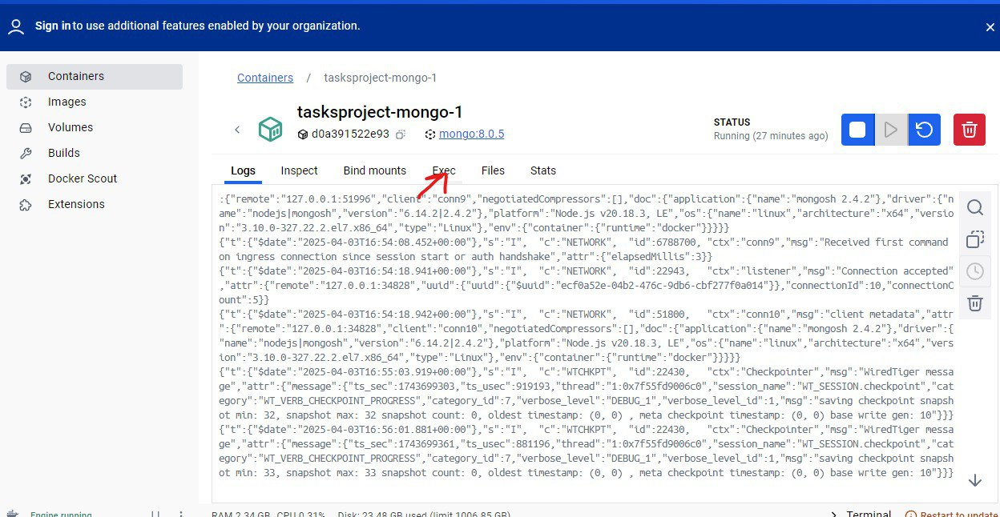 Sign in to use additional features enabled by your organization.
Containers
Images
Volumes
Builds
Docker Scout
Extensions
Containers / tasksproject-mongo-1
tasksproject-mongo-1
d0a391522e93 mongo:8.0.5
STATUS
Running (27 minutes ago)
Logs Inspect Bind mounts Exec Files Stats
:{"remote":"127.0.0.1:51996","client":"conn9","negotiatedCompressors":[],"doc":{"application":{"name":"mongosh 2.4.2"},"driver":{"n
ame":"nodejs|mongosh","version":"6.14.2|2.4.2"},"platform":"Node.js v20.18.3, LE","os":{"name":"linux","architecture":"x64","versio
n":"3.10.0-327.22.2.el7.x86_64","type":"Linux"},"env":{"container":{"runtime":"docker"}}}}}
{"t":{"$date":"2025-04-03T16:54:08.452+00:00"},"s":"I", "c":"NETWORK", "id":6788700, "ctx":"conn9","msg":"Received first command
on ingress connection since session start or auth handshake","attr":{"elapsedMillis":3}}
{"t":{"$date":"2025-04-03T16:54:18.941+00:00"},"s":"I", "c":"NETWORK", "id":22943, "ctx":"listener","msg":"Connection accepted"
,"attr":{"remote":"127.0.0.1:34828","uuid":{"uuid":{"$uuid":"ecf0a52e-04b2-476c-9db6-cbf277f0a014"}},"connectionId":10,"connectionC
ount":5}}
{"t":{"$date":"2025-04-03T16:54:18.942+00:00"},"s":"I", "c":"NETWORK", "id":51800, "ctx":"conn10","msg":"client metadata","attr
":{"remote":"127.0.0.1:34828","client":"conn10","negotiatedCompressors":[],"doc":{"application":{"name":"mongosh 2.4.2"},"driver":{
"name":"nodejs|mongosh","version":"6.14.2|2.4.2"},"platform":"Node.js v20.18.3, LE","os":{"name":"linux","architecture":"x64","vers
ion":"3.10.0-327.22.2.el7.x86_64","type":"Linux"},"env":{"container":{"runtime":"docker"}}}}}
{"t":{"$date":"2025-04-03T16:55:03.919+00:00"},"s":"I", "c":"WTCHKPT", "id":22430, "ctx":"Checkpointer","msg":"WiredTiger messa
ge","attr":{"message":{"ts_sec":1743699303,"ts_usec":919193,"thread":"1:0x7f55fd9006c0","session_name":"WT_SESSION.checkpoint","cat
egory":"WT_VERB_CHECKPOINT_PROGRESS","category_id":7,"verbose_level":"DEBUG_1","verbose_level_id":1,"msg":"saving checkpoint snapsh
ot min: 32, snapshot max: 32 snapshot count: 0, oldest timestamp: (0, 0) , meta checkpoint timestamp: (0, 0) base write gen: 10"}}}
{"t":{"$date":"2025-04-03T16:56:01.881+00:00"},"s":"I", "c":"WTCHKPT", "id":22430, "ctx":"Checkpointer","msg":"WiredTiger messa
ge","attr":{"message":{"ts_sec":1743699361,"ts_usec":881196,"thread":"1:0x7f55fd9006c0","session_name":"WT_SESSION.checkpoint","cat
egory":"WT_VERB_CHECKPOINT_PROGRESS","category_id":7,"verbose_level":"DEBUG_1","verbose_level_id":1,"msg":"saving checkpoint snapsh
ot min: 33, snapshot max: 33 snapshot count: 0, oldest timestamp: (0, 0) , meta checkpoint timestamp: (0, 0) base write gen: 10"}}}
Engine running RAM 2.34 GB CPU 0.31% Disk: 23.48 GB used (limit 1006.85 GB) Terminal Restart to update